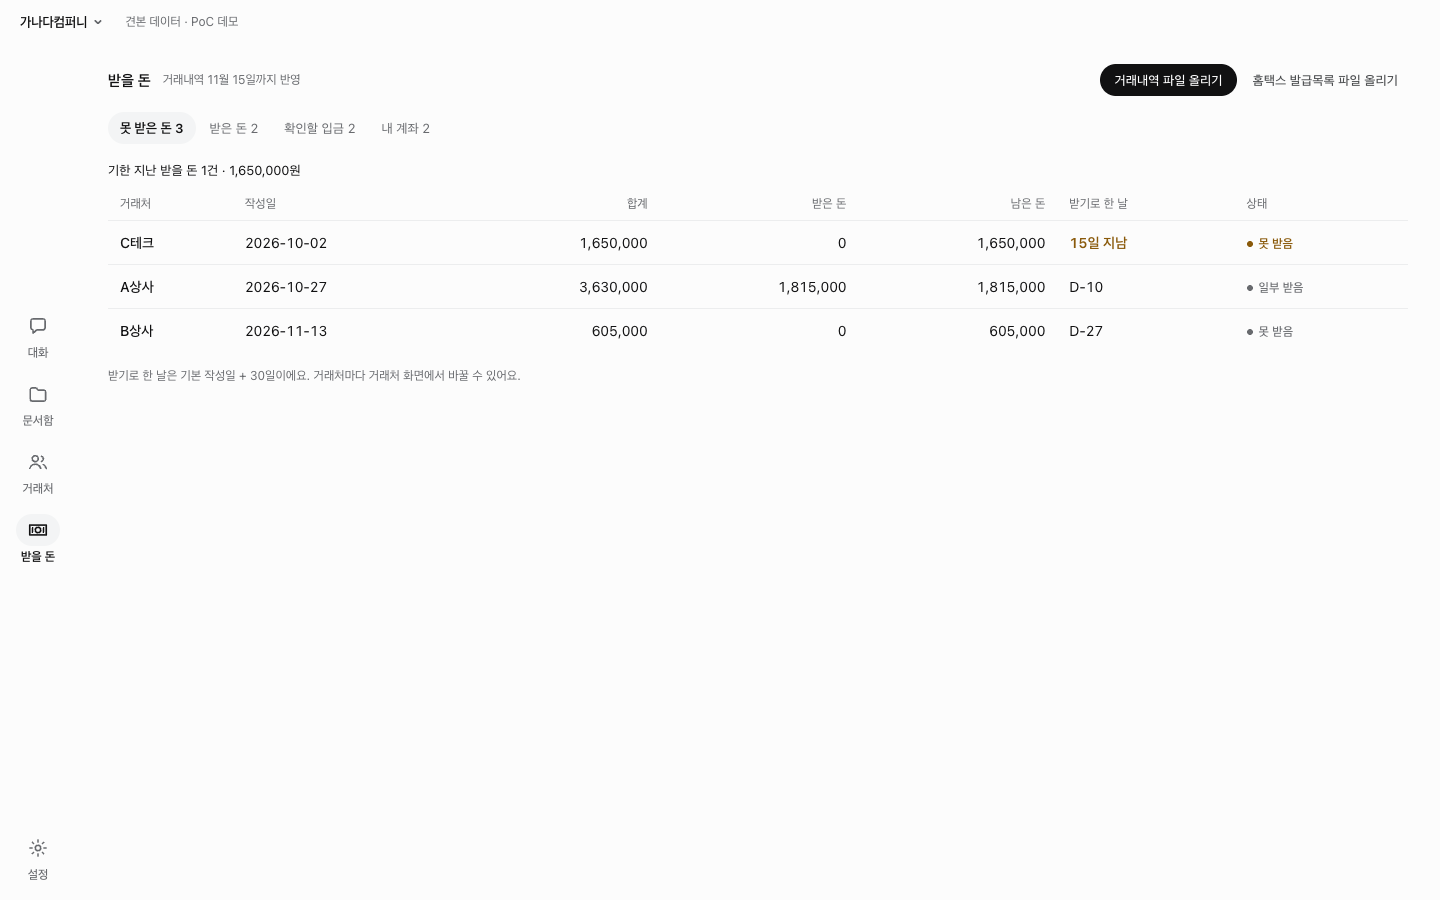 가나다컴퍼니 견본 데이터 · PoC 데모
받을 돈 거래내역 11월 15일까지 반영 거래내역 파일 올리기 홈택스 발급목록 파일 올리기
못 받은 돈 3 받은 돈 2 확인할 입금 2 내 계좌 2
기한 지난 받을 돈 1건 · 1,650,000원
거래처 작성일 합계 받은 돈 남은 돈 받기로 한 날 상태
C테크 2026-10-02 1,650,000 0 1,650,000 15일 지남 못 받음
A상사 2026-10-27 3,630,000 1,815,000 1,815,000 D-10 일부 받음
B상사 2026-11-13 605,000 0 605,000 D-27 못 받음
받기로 한 날은 기본 작성일 + 30일이에요. 거래처마다 거래처 화면에서 바꿀 수 있어요.
대화
문서함
거래처
받을 돈
설정